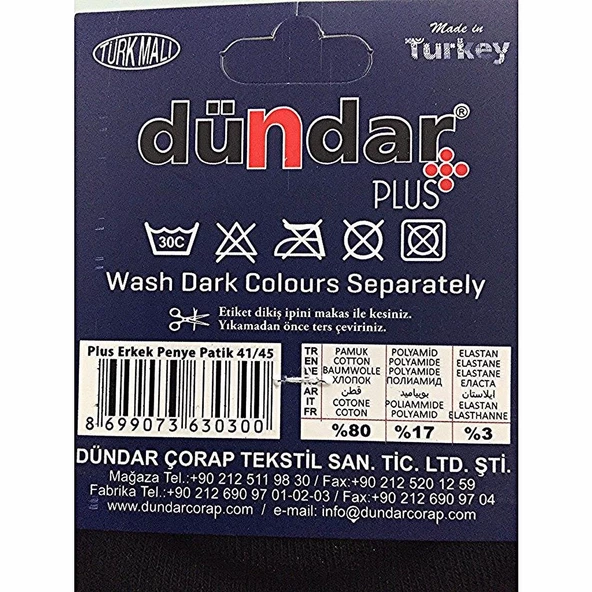 TÜRK MALI
Made in
Turkey
dündar®
PLUS
30C
Wash Dark Colours Separately
Etiket dikiş ipini makas ile kesiniz.
Yıkamadan önce ters çeviriniz.
Plus Erkek Penye Patik 41/45
8 699073 630300
TR PAMUK POLYAMİD ELASTAN
EN COTTON POLYAMIDE ELASTANE
DE BAUMWOLLE POLYAMIDE ELASTANE
ХЛОПОК ПОЛИАМИД ЕЛАСТА
AR قطن بوييامید ايلاستان
IT COTONE POLIAMMIDE ELASTAN
FR COTON POLYAMID ELASTHANNE
%80 %17 %3
DÜNDAR ÇORAP TEKSTİL SAN. TİC. LTD. ŞTİ.
Mağaza Tel.:+90 212 511 98 30 / Fax:+90 212 520 12 59
Fabrika Tel.:+90 212 690 97 01-02-03 / Fax:+90 212 690 97 04
www.dundarcorap.com / e-mail: info@dundarcorap.com